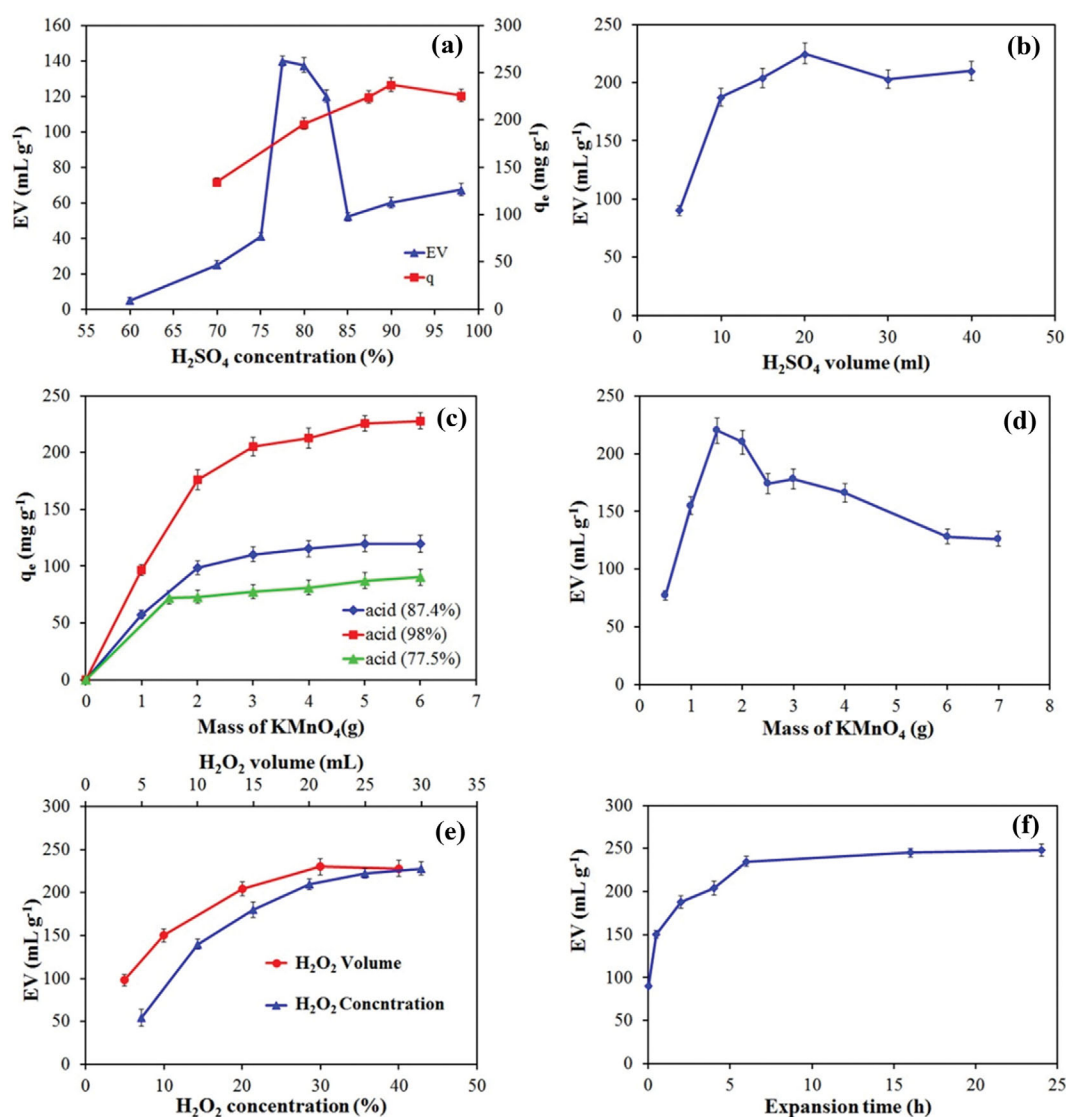 (a)
160
140
120
100
80
60
40
20
0
EV (mL g-1)
300
250
200
150
100
50
0
qe (mg g-1)
EV
q
55 60 65 70 75 80 85 90 95 100
H2SO4 concentration (%)
(b)
250
200
150
100
50
0
EV (mL g-1)
0 10 20 30 40 50
H2SO4 volume (ml)
(c)
250
200
150
100
50
0
qe (mg g-1)
acid (87.4%)
acid (98%)
acid (77.5%)
0 1 2 3 4 5 6 7
Mass of KMnO4(g)
(d)
250
200
150
100
50
0
EV (mL g-1)
0 1 2 3 4 5 6 7 8
Mass of KMnO4 (g)
H2O2 volume (mL)
0 5 10 15 20 25 30 35
(e)
300
250
200
150
100
50
0
EV (mL g-1)
H2O2 Volume
H2O2 Concntration
0 10 20 30 40 50
H2O2 concentration (%)
(f)
300
250
200
150
100
50
0
EV (mL g-1)
0 5 10 15 20 25
Expansion time (h)